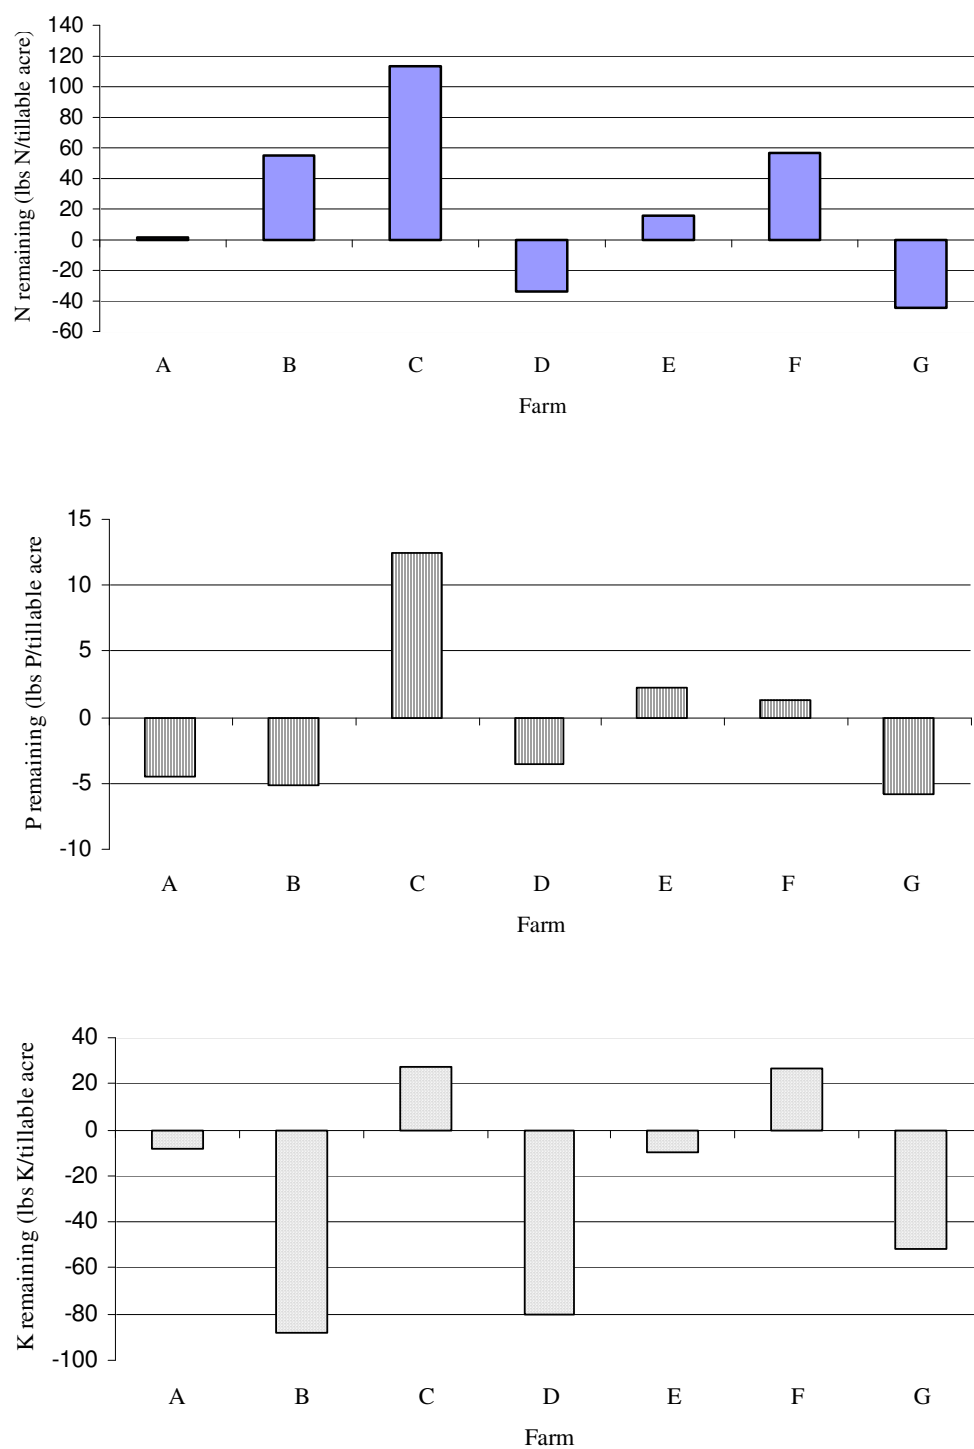 N remaining (lbs N/tillable acre)
140
120
100
80
60
40
20
0
-20
-40
-60
A B C D E F G
Farm
P remaining (lbs P/tillable acre
15
10
5
0
-5
-10
A B C D E F G
Farm
K remaining (lbs K/tillable acre
40
20
0
-20
-40
-60
-80
-100
A B C D E F G
Farm